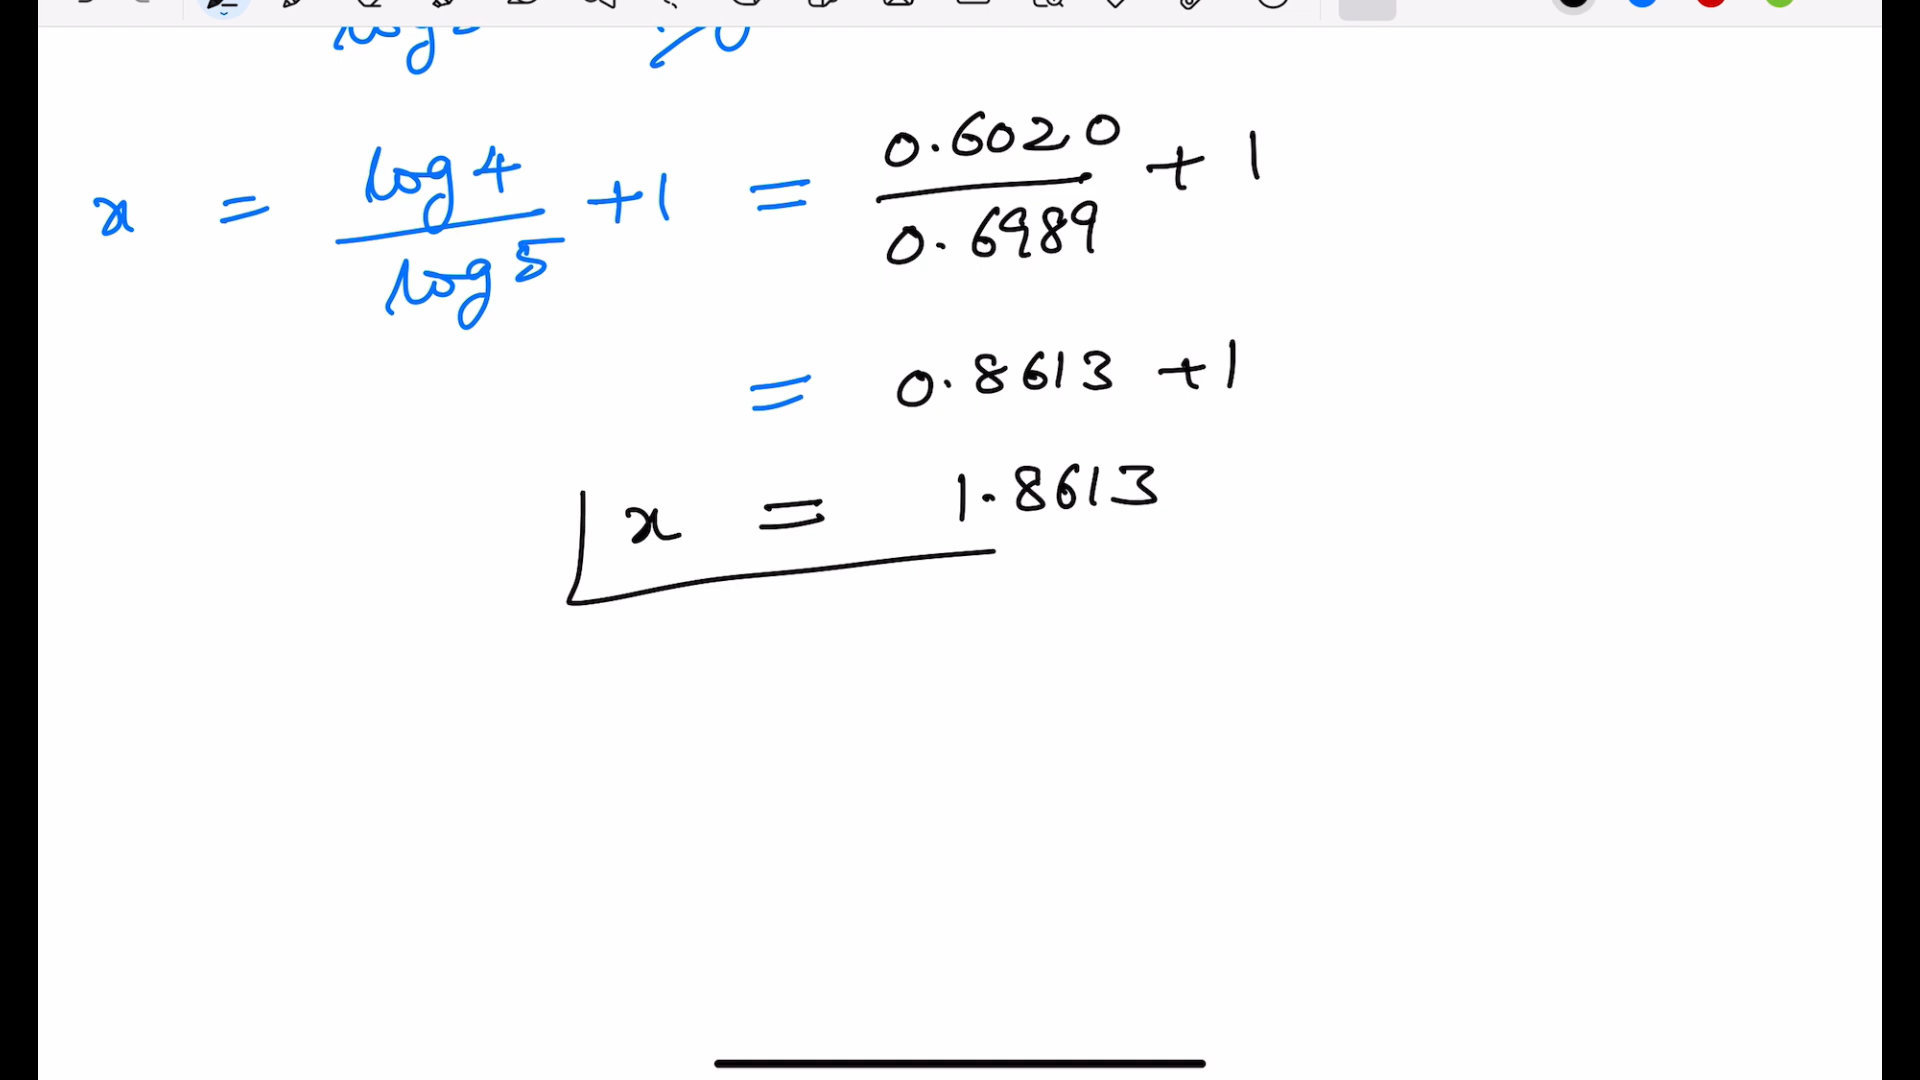 x = log 4 / log 5 + 1 = 0.6020 / 0.6989 + 1
= 0.8613 + 1
x = 1.8613